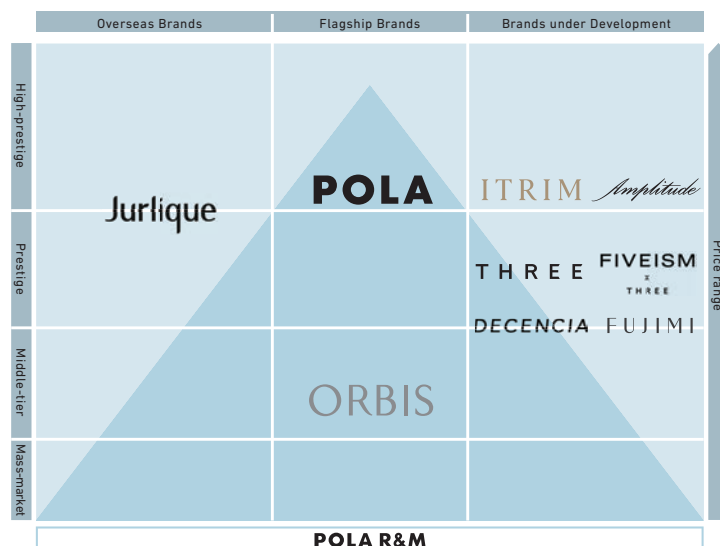 Overseas Brands
Flagship Brands
Brands under Development
High-prestige
Prestige
Middle-tier
Mass-market
Price range
Jurlique
POLA
ITRIM
Amplitude
THREE
FIVEISM
x
THREE
DECENCIA
FUJIMI
ORBIS
POLA R&M